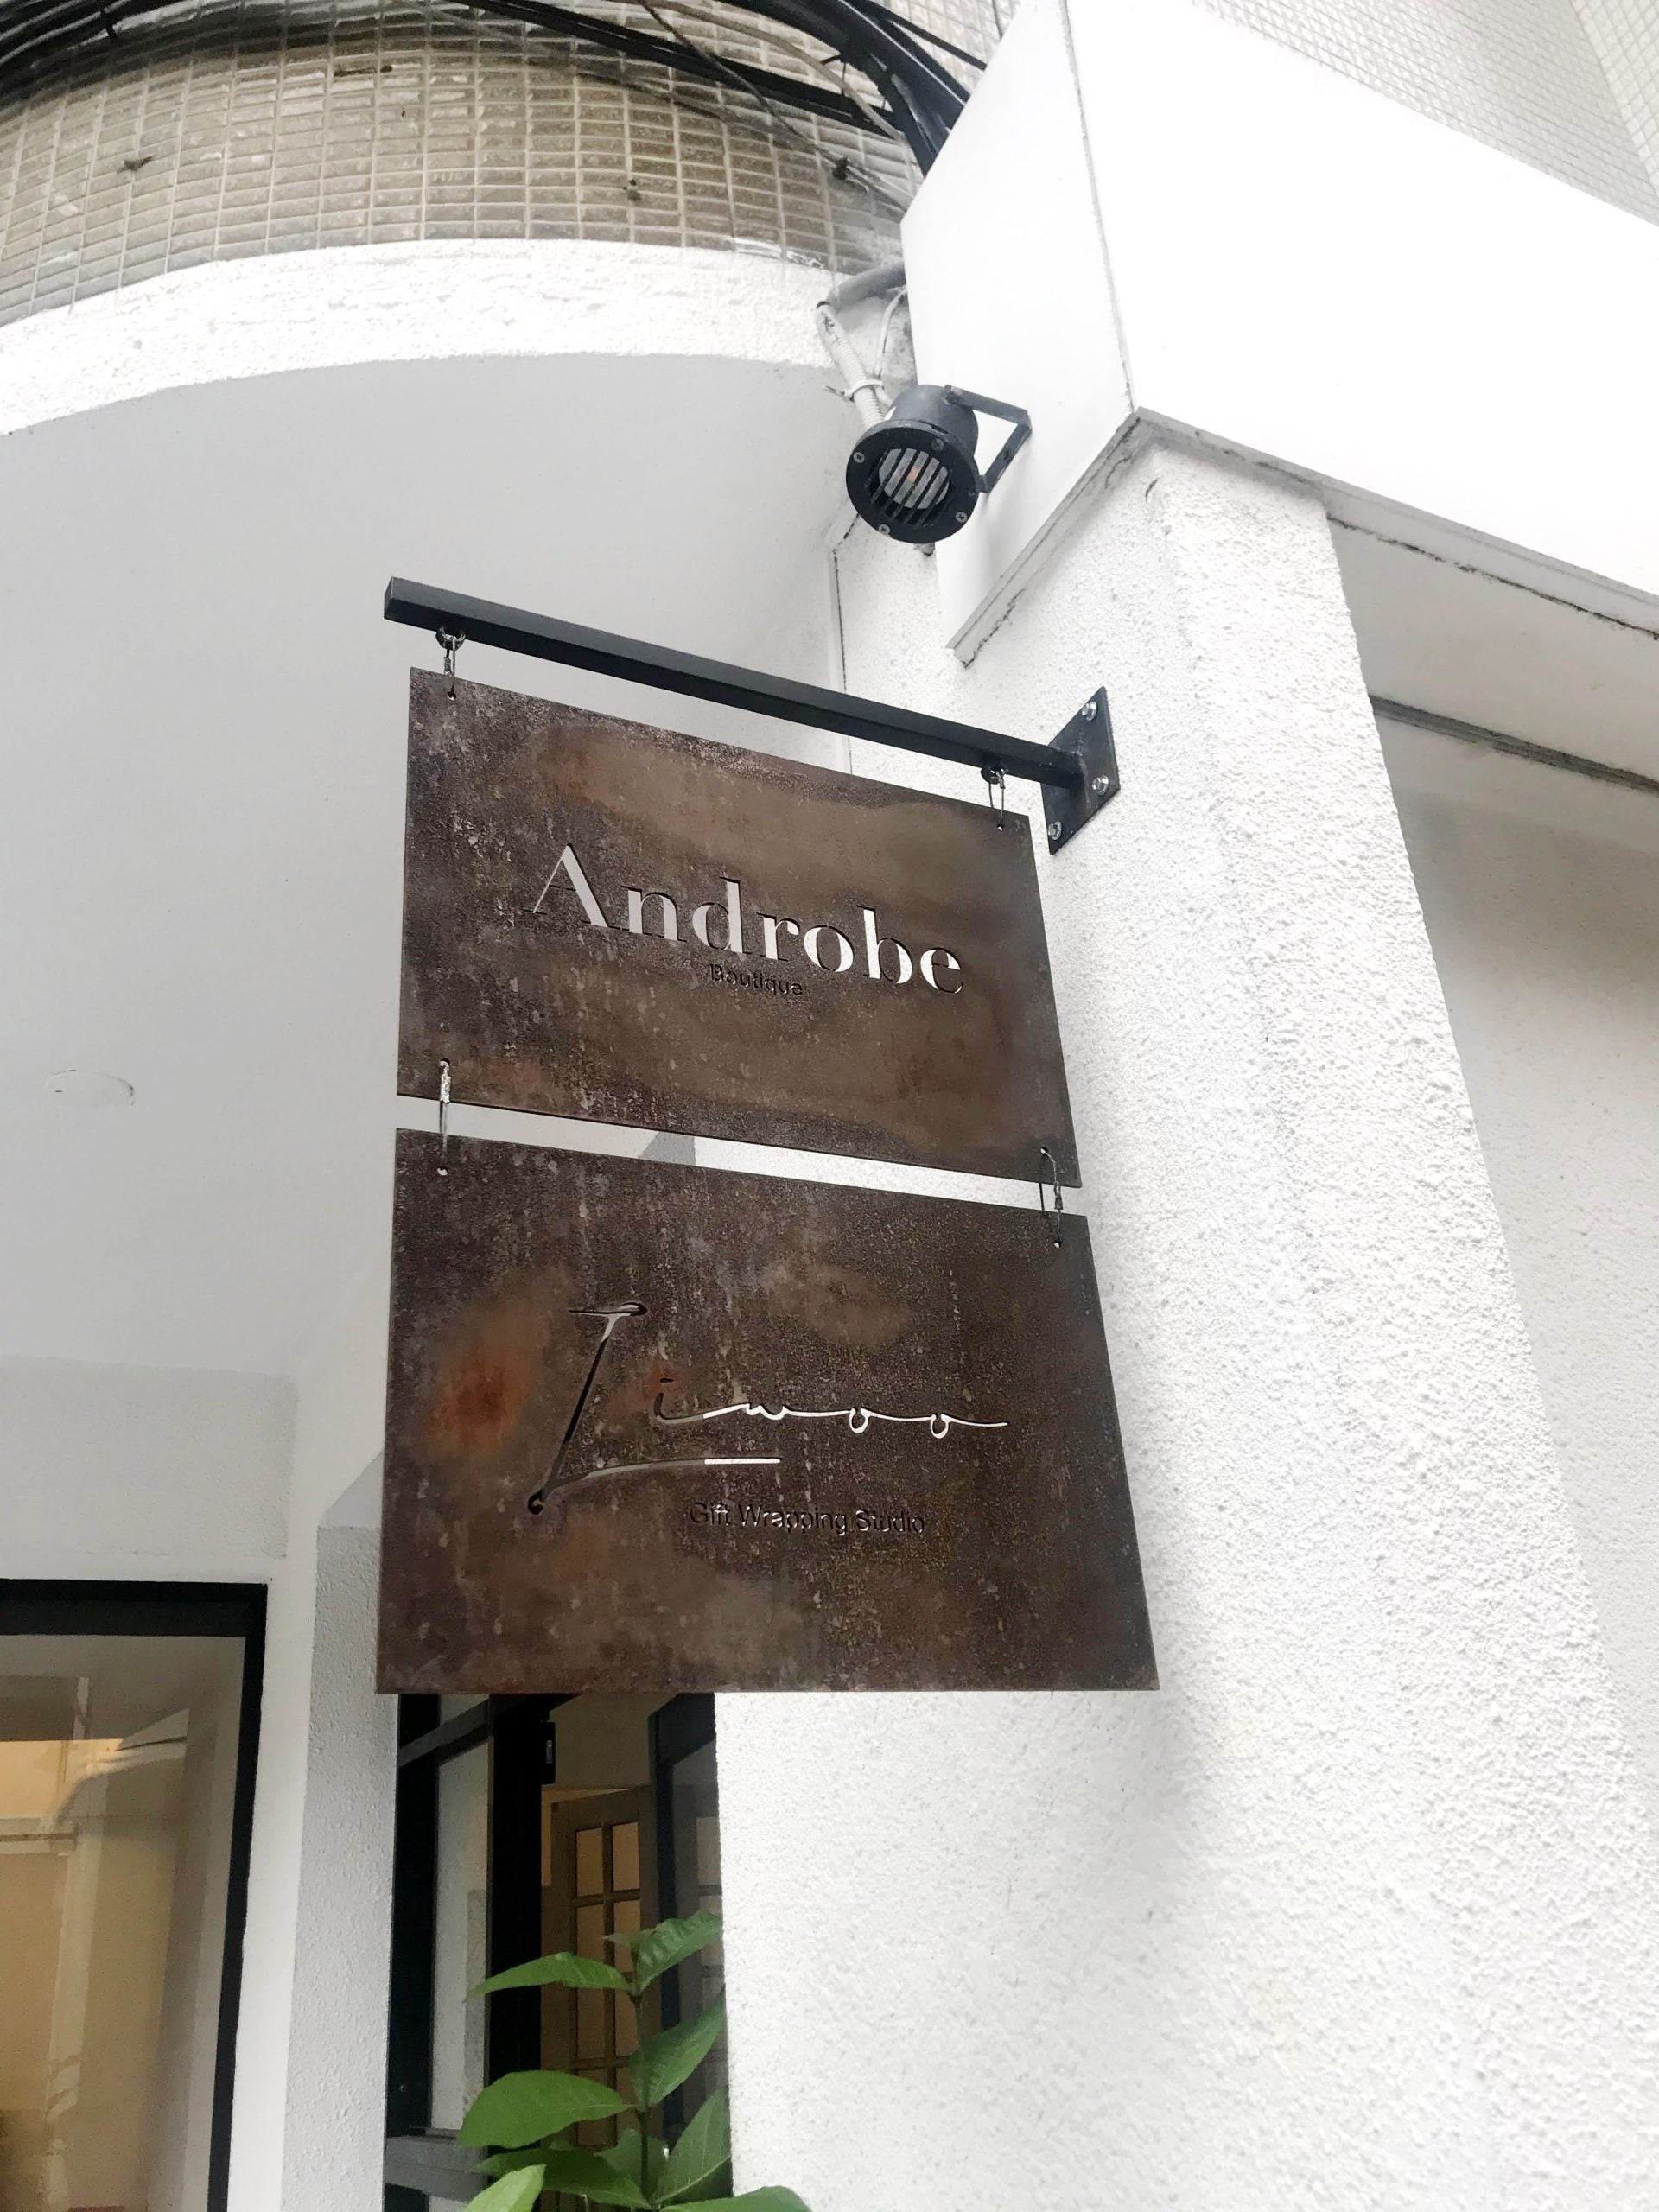 Androbe
Boutique
Liwoo
Gift Wrapping Studio